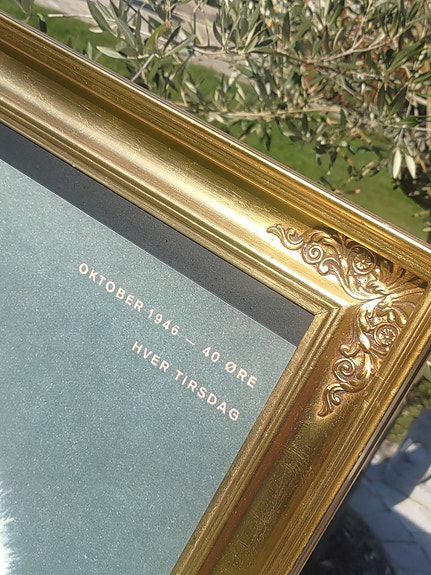 OKTOBER 1946 — 40 ØRE
HVER TIRSDAG